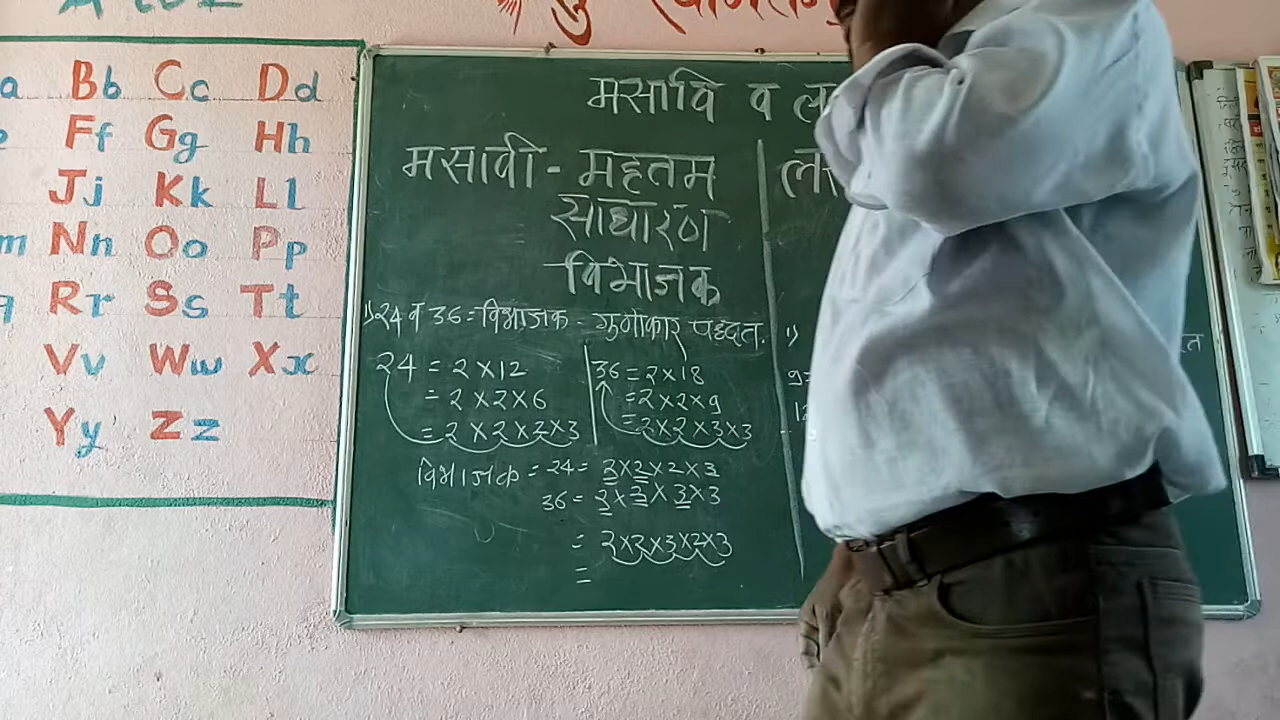 Bb Cc Dd
Ff Gg Hh
Jj Kk Ll
Nn Oo Pp
Rr Ss Tt
Vv Ww Xx
Yy Zz
मसावि व ल
मसावी - महतम
साधारण
विभाजक
1) 24 व 36 = विभाजक = गुणाकार पद्धत.
24 = 2 × 12
= 2 × 2 × 6
= 2 × 2 × 2 × 3
36 = 2 × 18
= 2 × 2 × 9
= 2 × 2 × 3 × 3
विभाजक = 24 = 2 × 2 × 2 × 3
36 = 2 × 2 × 3 × 3
= 2 × 2 × 3 × 2 × 3
=
1)